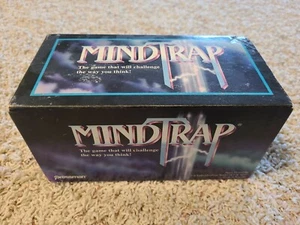 MINDTRAP
The game that will challenge
the way you think!
MINDTRAP
The game that will challenge
the way you think!
PRESSMAN